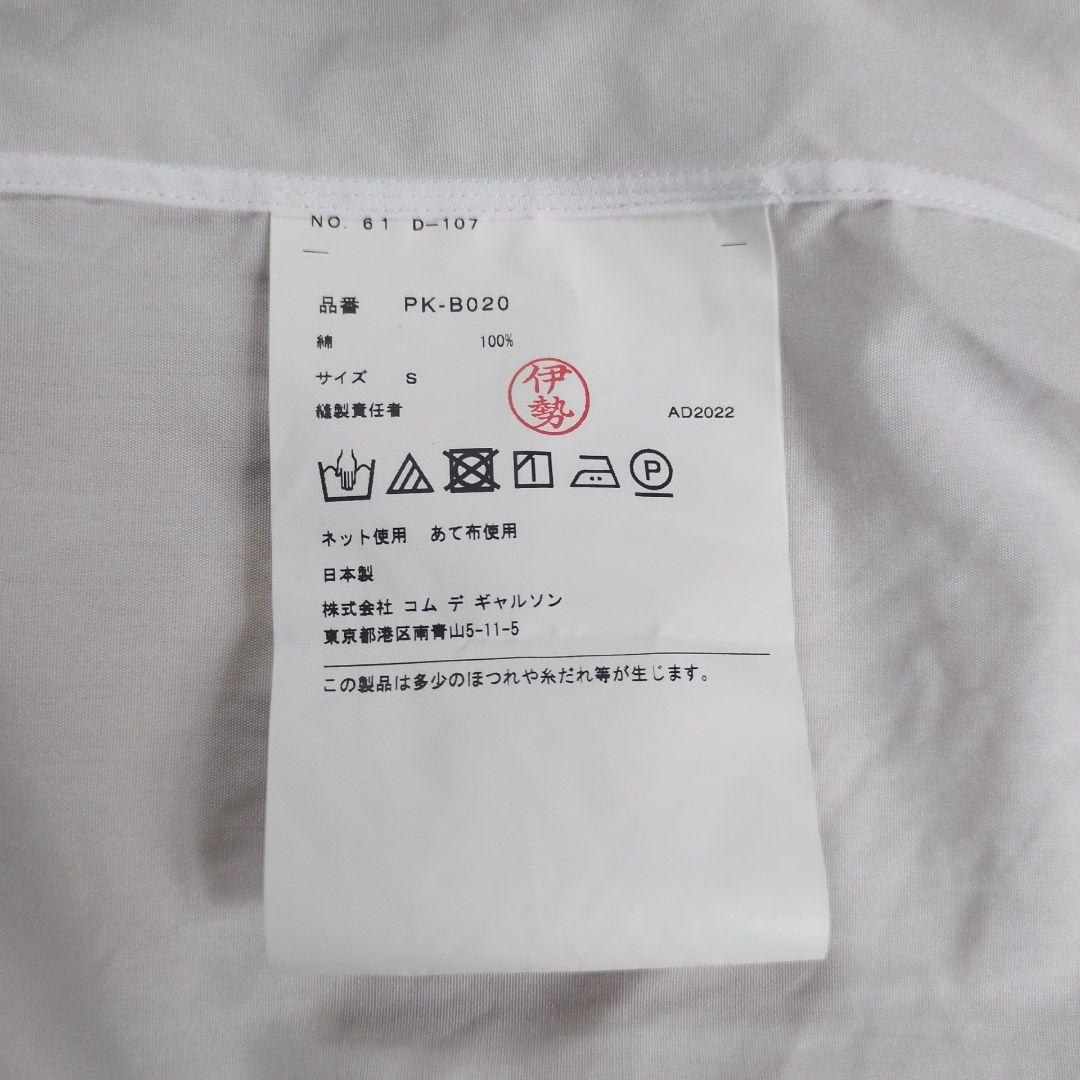 NO. 61 D-107
品番 PK-B020
綿 100%
サイズ S
伊勢
縫製責任者 AD2022
P
ネット使用 あて布使用
日本製
株式会社 コム デ ギャルソン
東京都港区南青山5-11-5
この製品は多少のほつれや糸だれ等が生じます。